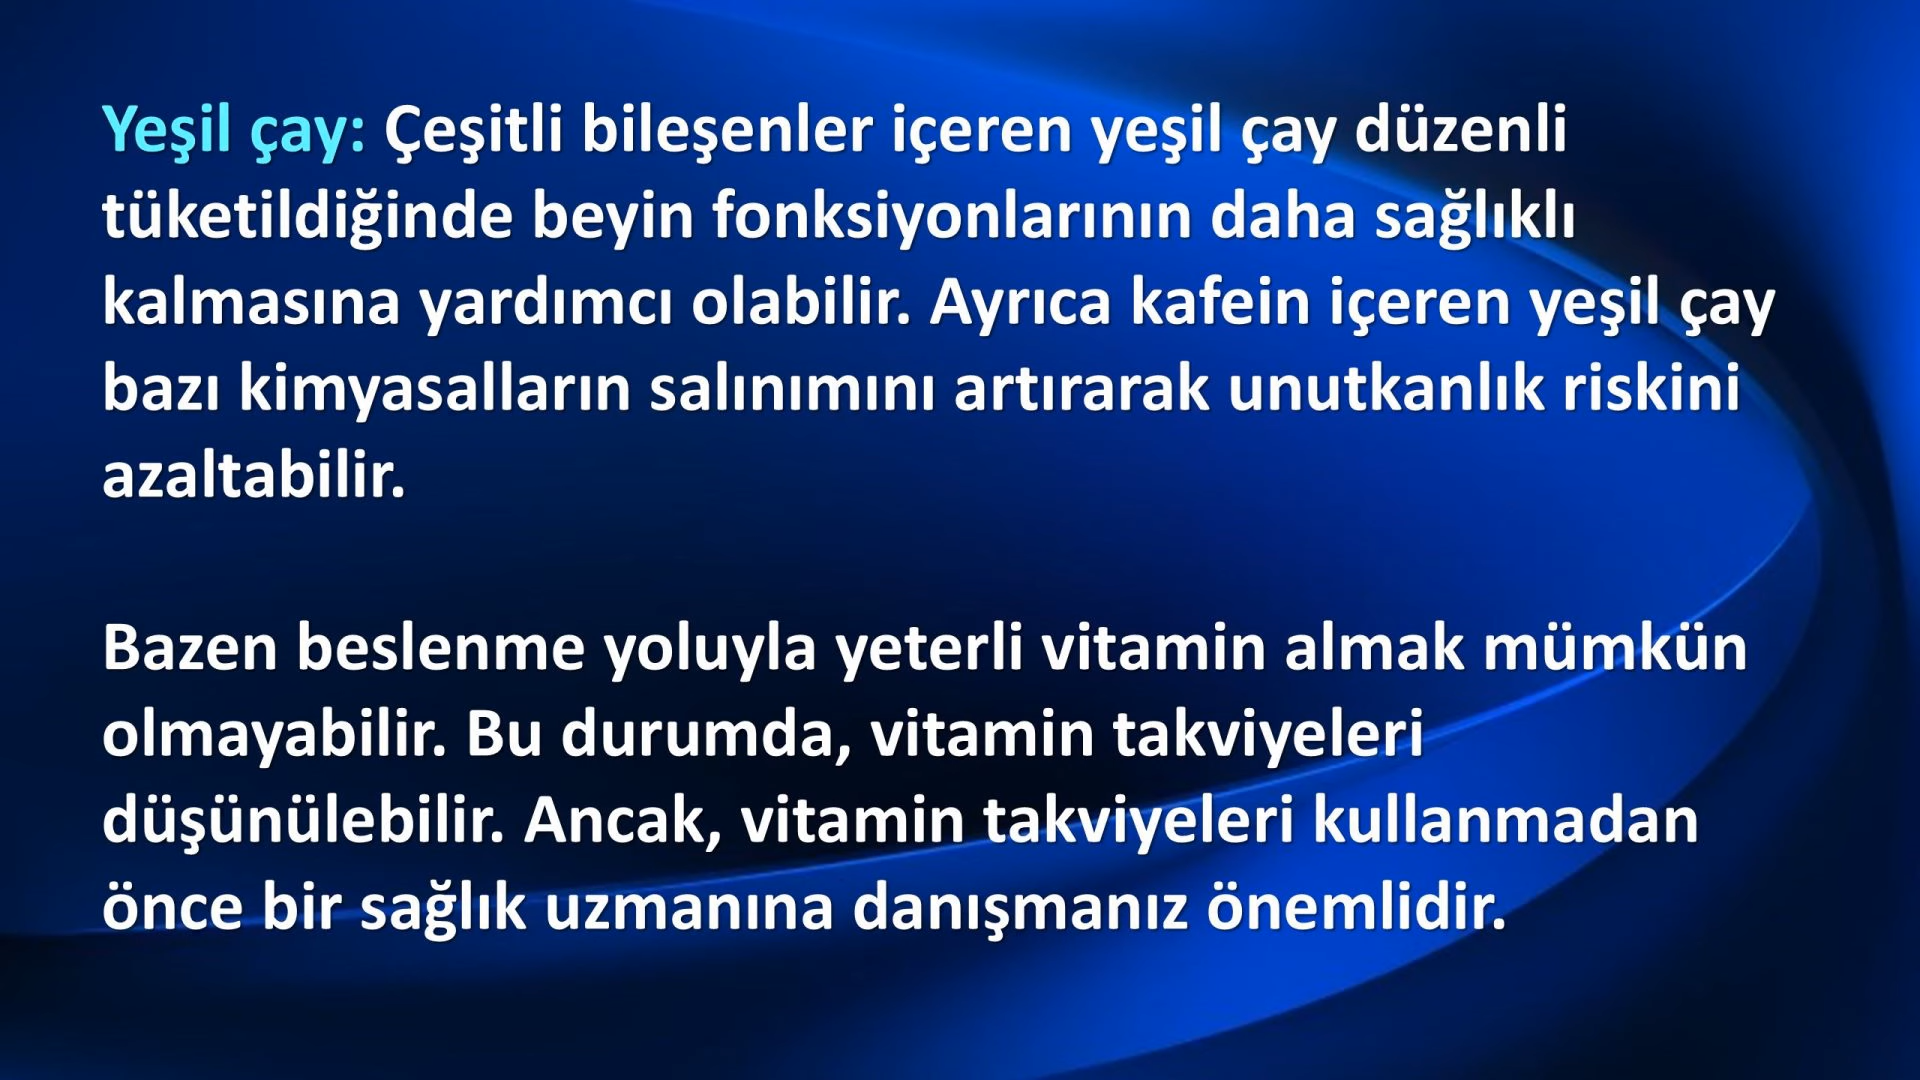 Yeşil çay: Çeşitli bileşenler içeren yeşil çay düzenli
tüketildiğinde beyin fonksiyonlarının daha sağlıklı
kalmasına yardımcı olabilir. Ayrıca kafein içeren yeşil çay
bazı kimyasalların salınımını artırarak unutkanlık riskini
azaltabilir.
Bazen beslenme yoluyla yeterli vitamin almak mümkün
olmayabilir. Bu durumda, vitamin takviyeleri
düşünülebilir. Ancak, vitamin takviyeleri kullanmadan
önce bir sağlık uzmanına danışmanız önemlidir.